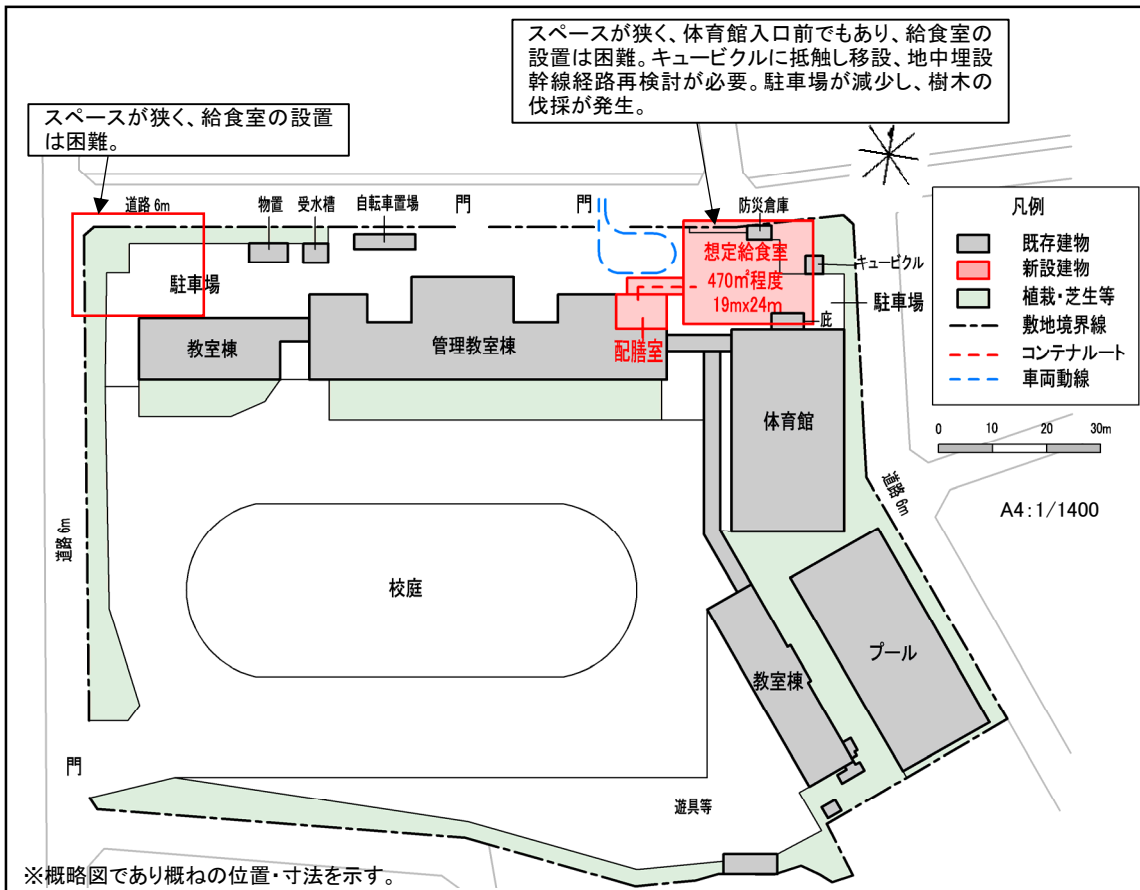 スペースが狭く、体育館入口前でもあり、給食室の
設置は困難。キュービクルに抵触し移設、地中埋設
幹線経路再検討が必要。駐車場が減少し、樹木の
伐採が発生。
スペースが狭く、給食室の設置
は困難。
道路 6m
物置
受水槽
自転車置場
門
門
防災倉庫
凡例
既存建物
新設建物
植栽・芝生等
敷地境界線
コンテナルート
車両動線
0 10 20 30m
A4:1/1400
想定給食室
470㎡程度
19mx24m
キュービクル
駐車場
駐車場
庇
配膳室
教室棟
管理教室棟
体育館
道路 6m
道路 6m
校庭
プール
教室棟
門
遊具等
※概略図であり概ねの位置・寸法を示す。